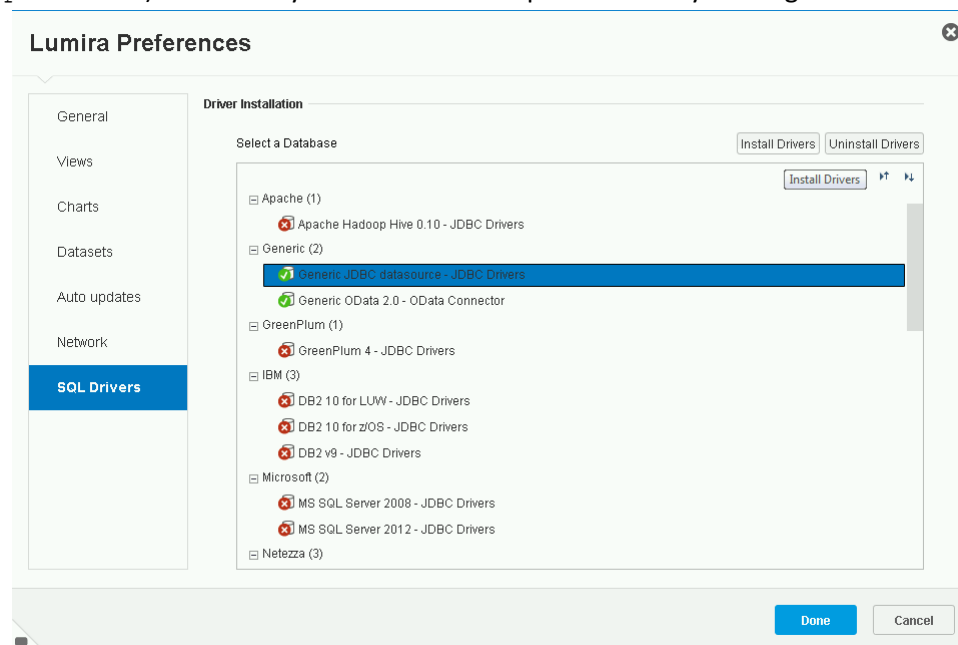 Lumira Preferences
General
Views
Charts
Datasets
Auto updates
Network
SQL Drivers
Driver Installation
Select a Database
Install Drivers
Uninstall Drivers
Install Drivers
Apache (1)
Apache Hadoop Hive 0.10 - JDBC Drivers
Generic (2)
Generic JDBC datasource - JDBC Drivers
Generic OData 2.0 - OData Connector
GreenPlum (1)
GreenPlum 4 - JDBC Drivers
IBM (3)
DB2 10 for LUW - JDBC Drivers
DB2 10 for z/OS - JDBC Drivers
DB2 v9 - JDBC Drivers
Microsoft (2)
MS SQL Server 2008 - JDBC Drivers
MS SQL Server 2012 - JDBC Drivers
Netezza (3)
Done
Cancel